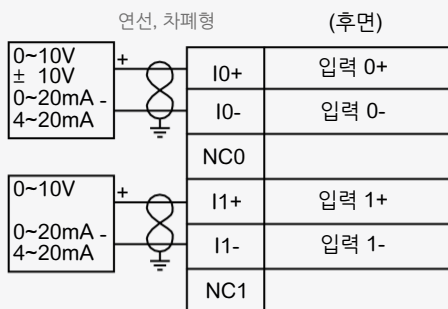 연선, 차폐형 (후면)
0~10V
± 10V
0~20mA
4~20mA
+
-
I0+ 입력 0+
I0- 입력 0-
NC0
0~10V
0~20mA
4~20mA
+
-
I1+ 입력 1+
I1- 입력 1-
NC1